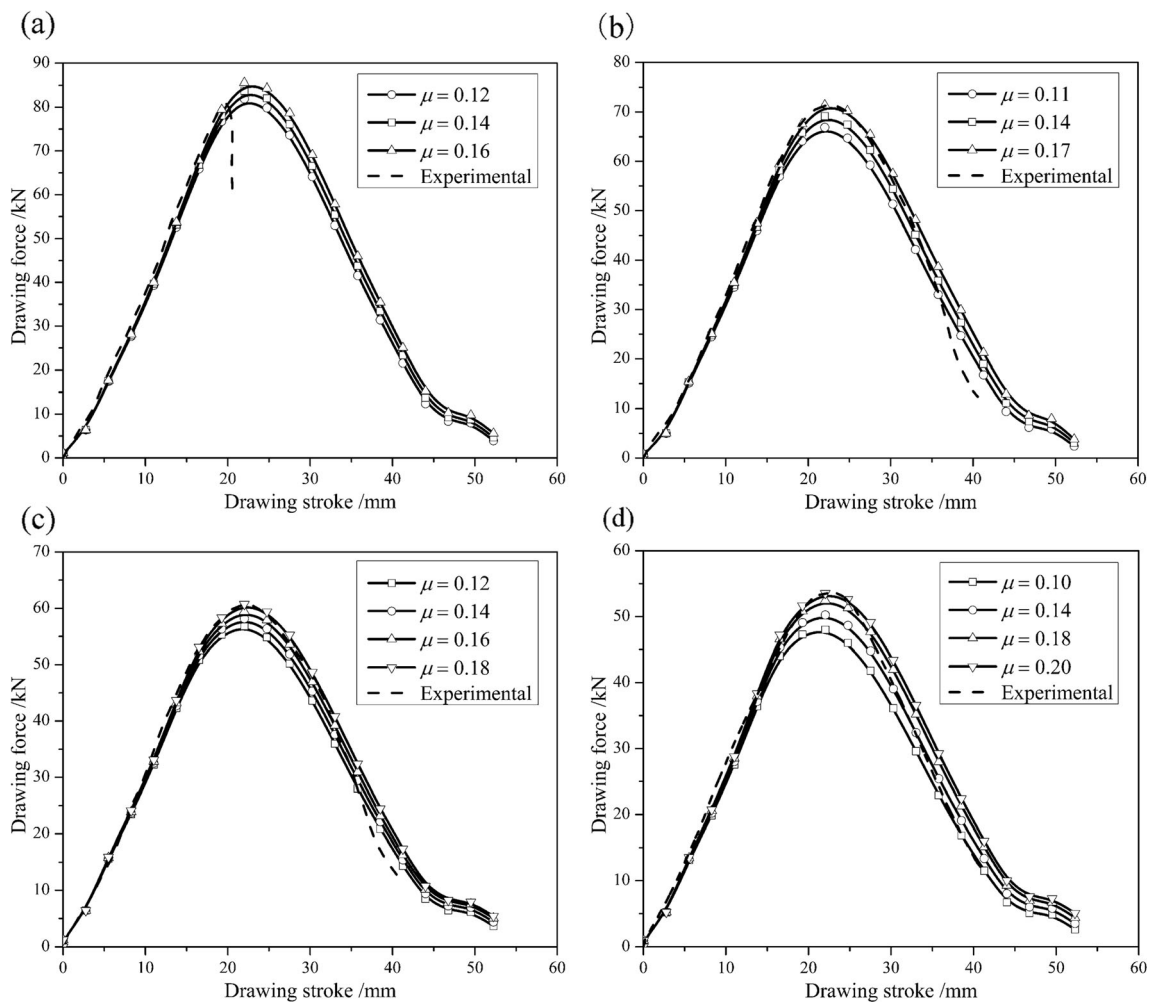 (a)
90
80
70
60
50
40
30
20
10
0
Drawing force /kN
0 10 20 30 40 50 60
Drawing stroke /mm
μ = 0.12
μ = 0.14
μ = 0.16
Experimental
(b)
80
70
60
50
40
30
20
10
0
Drawing force /kN
0 10 20 30 40 50 60
Drawing stroke /mm
μ = 0.11
μ = 0.14
μ = 0.17
Experimental
(c)
70
60
50
40
30
20
10
0
Drawing force /kN
0 10 20 30 40 50 60
Drawing stroke /mm
μ = 0.12
μ = 0.14
μ = 0.16
μ = 0.18
Experimental
(d)
60
50
40
30
20
10
0
Drawing force /kN
0 10 20 30 40 50 60
Drawing stroke /mm
μ = 0.10
μ = 0.14
μ = 0.18
μ = 0.20
Experimental